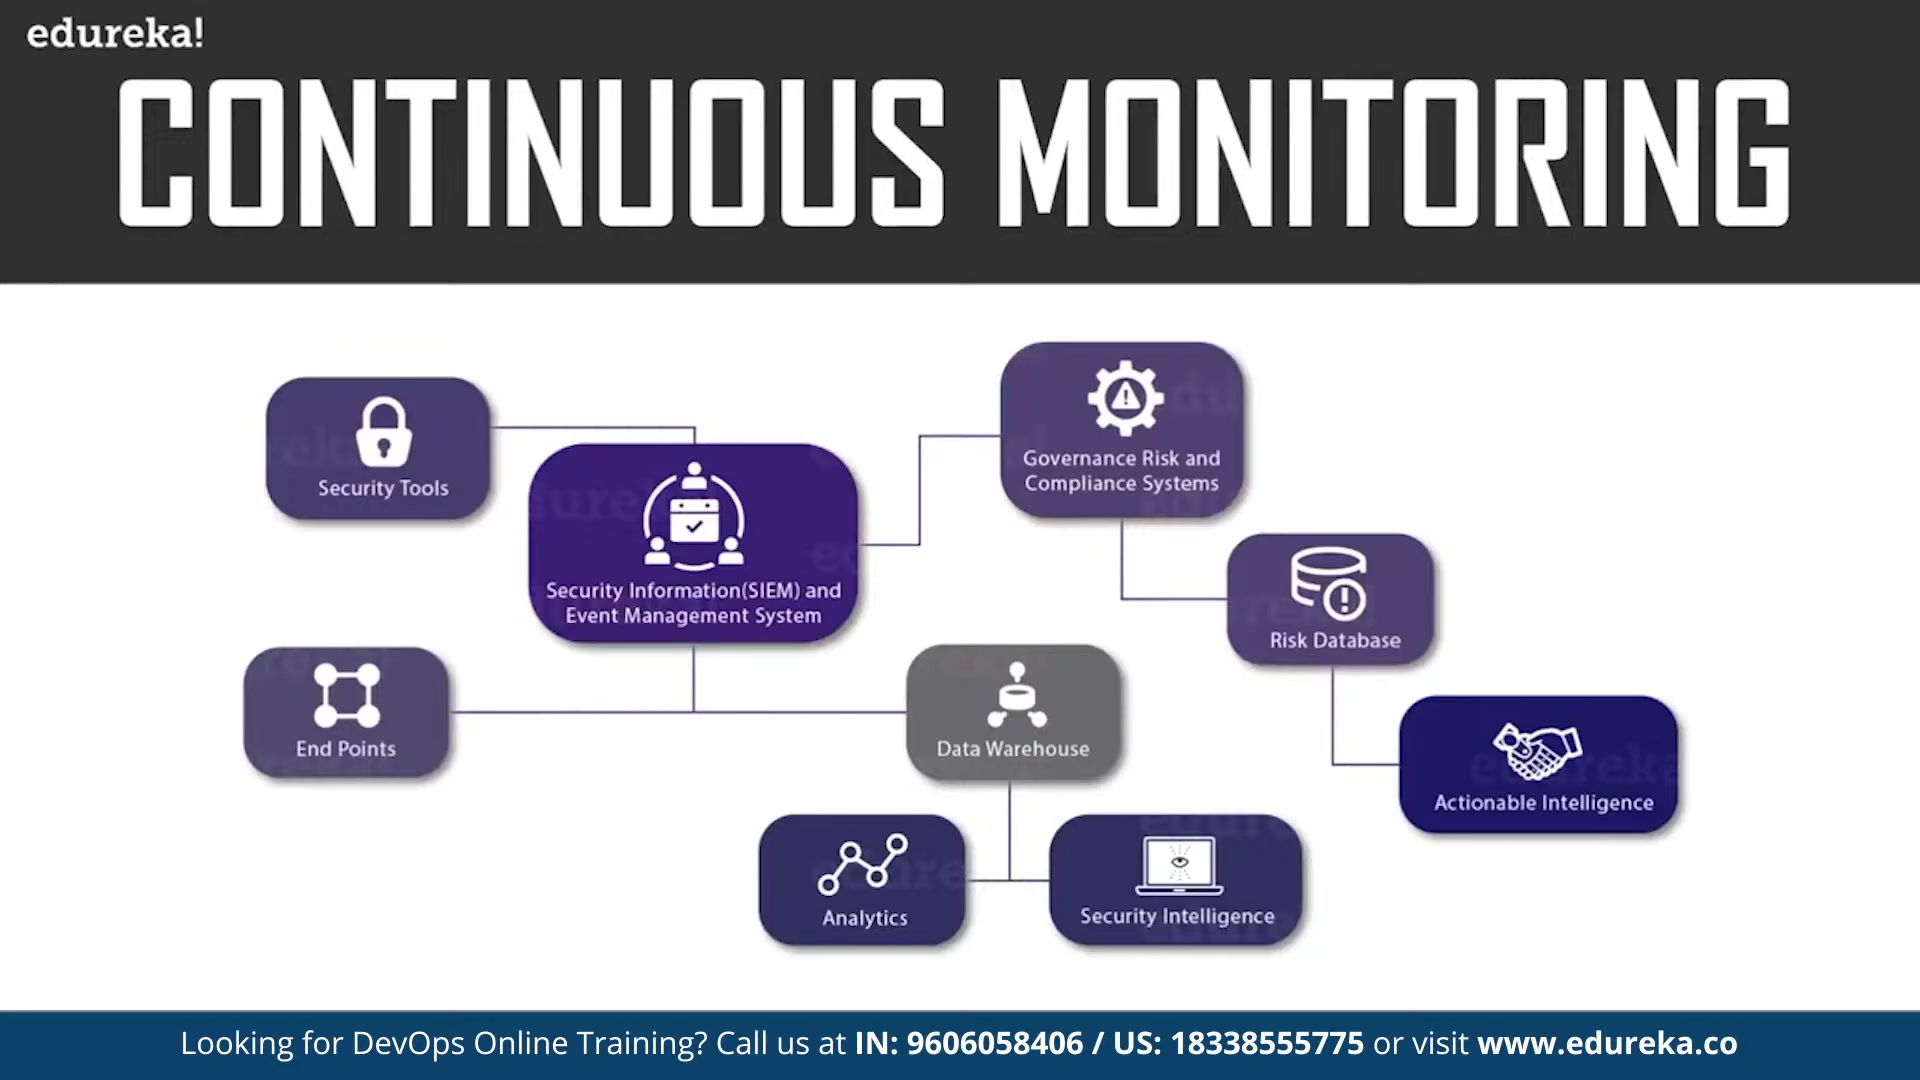 edureka!
CONTINUOUS MONITORING
Security Tools
Governance Risk and
Compliance Systems
Security Information(SIEM) and
Event Management System
Risk Database
End Points
Data Warehouse
Actionable Intelligence
Analytics
Security Intelligence
Looking for DevOps Online Training? Call us at IN: 9606058406 / US: 18338555775 or visit www.edureka.co